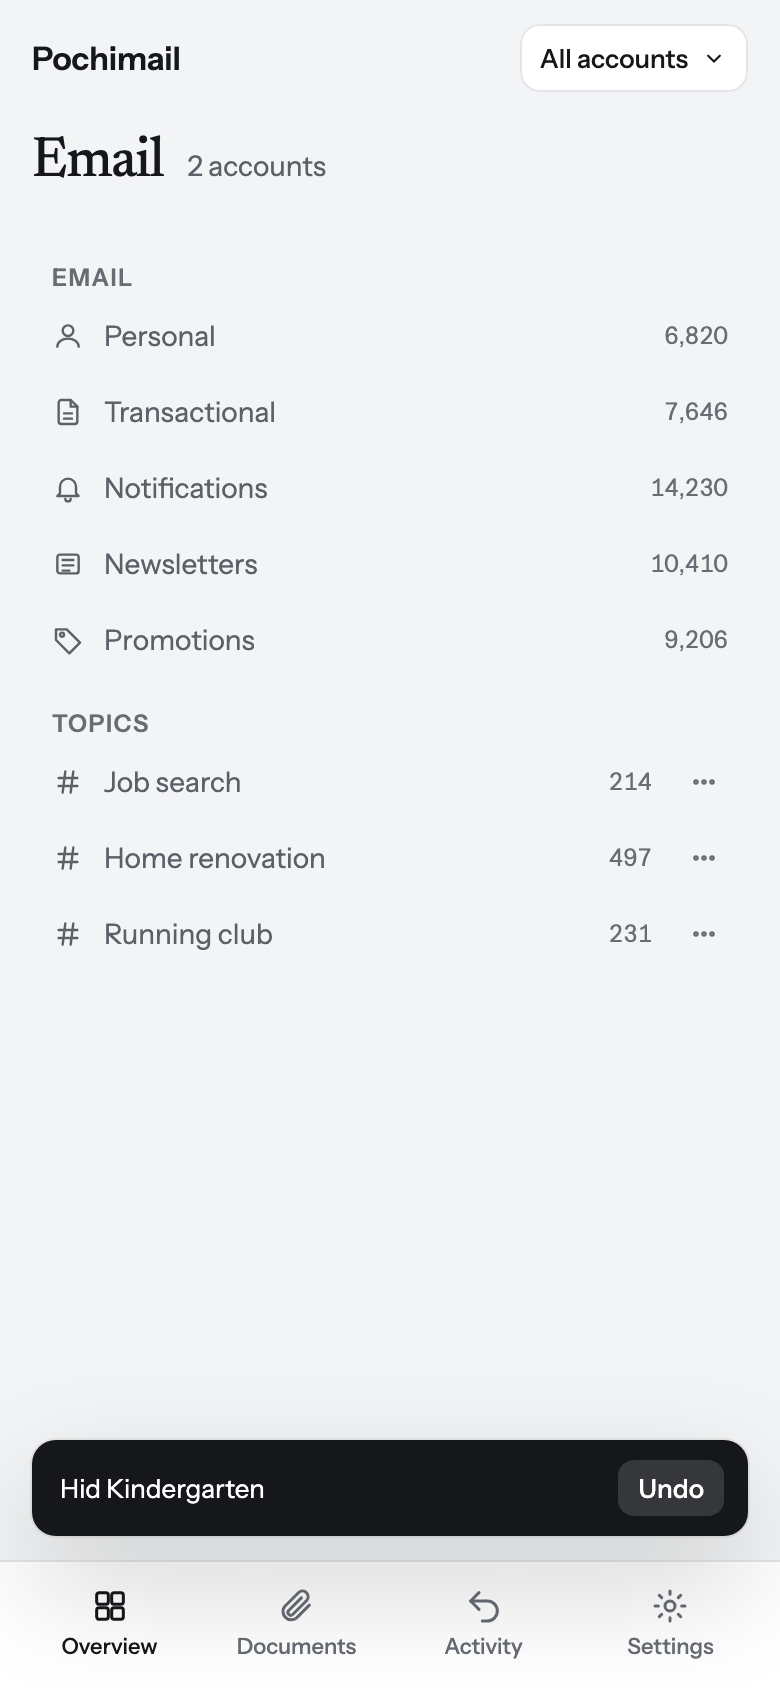 Pochimail
All accounts
Email 2 accounts
EMAIL
Personal 6,820
Transactional 7,646
Notifications 14,230
Newsletters 10,410
Promotions 9,206
TOPICS
# Job search 214 •••
# Home renovation 497 •••
# Running club 231 •••
Hid Kindergarten Undo
Overview Documents Activity Settings